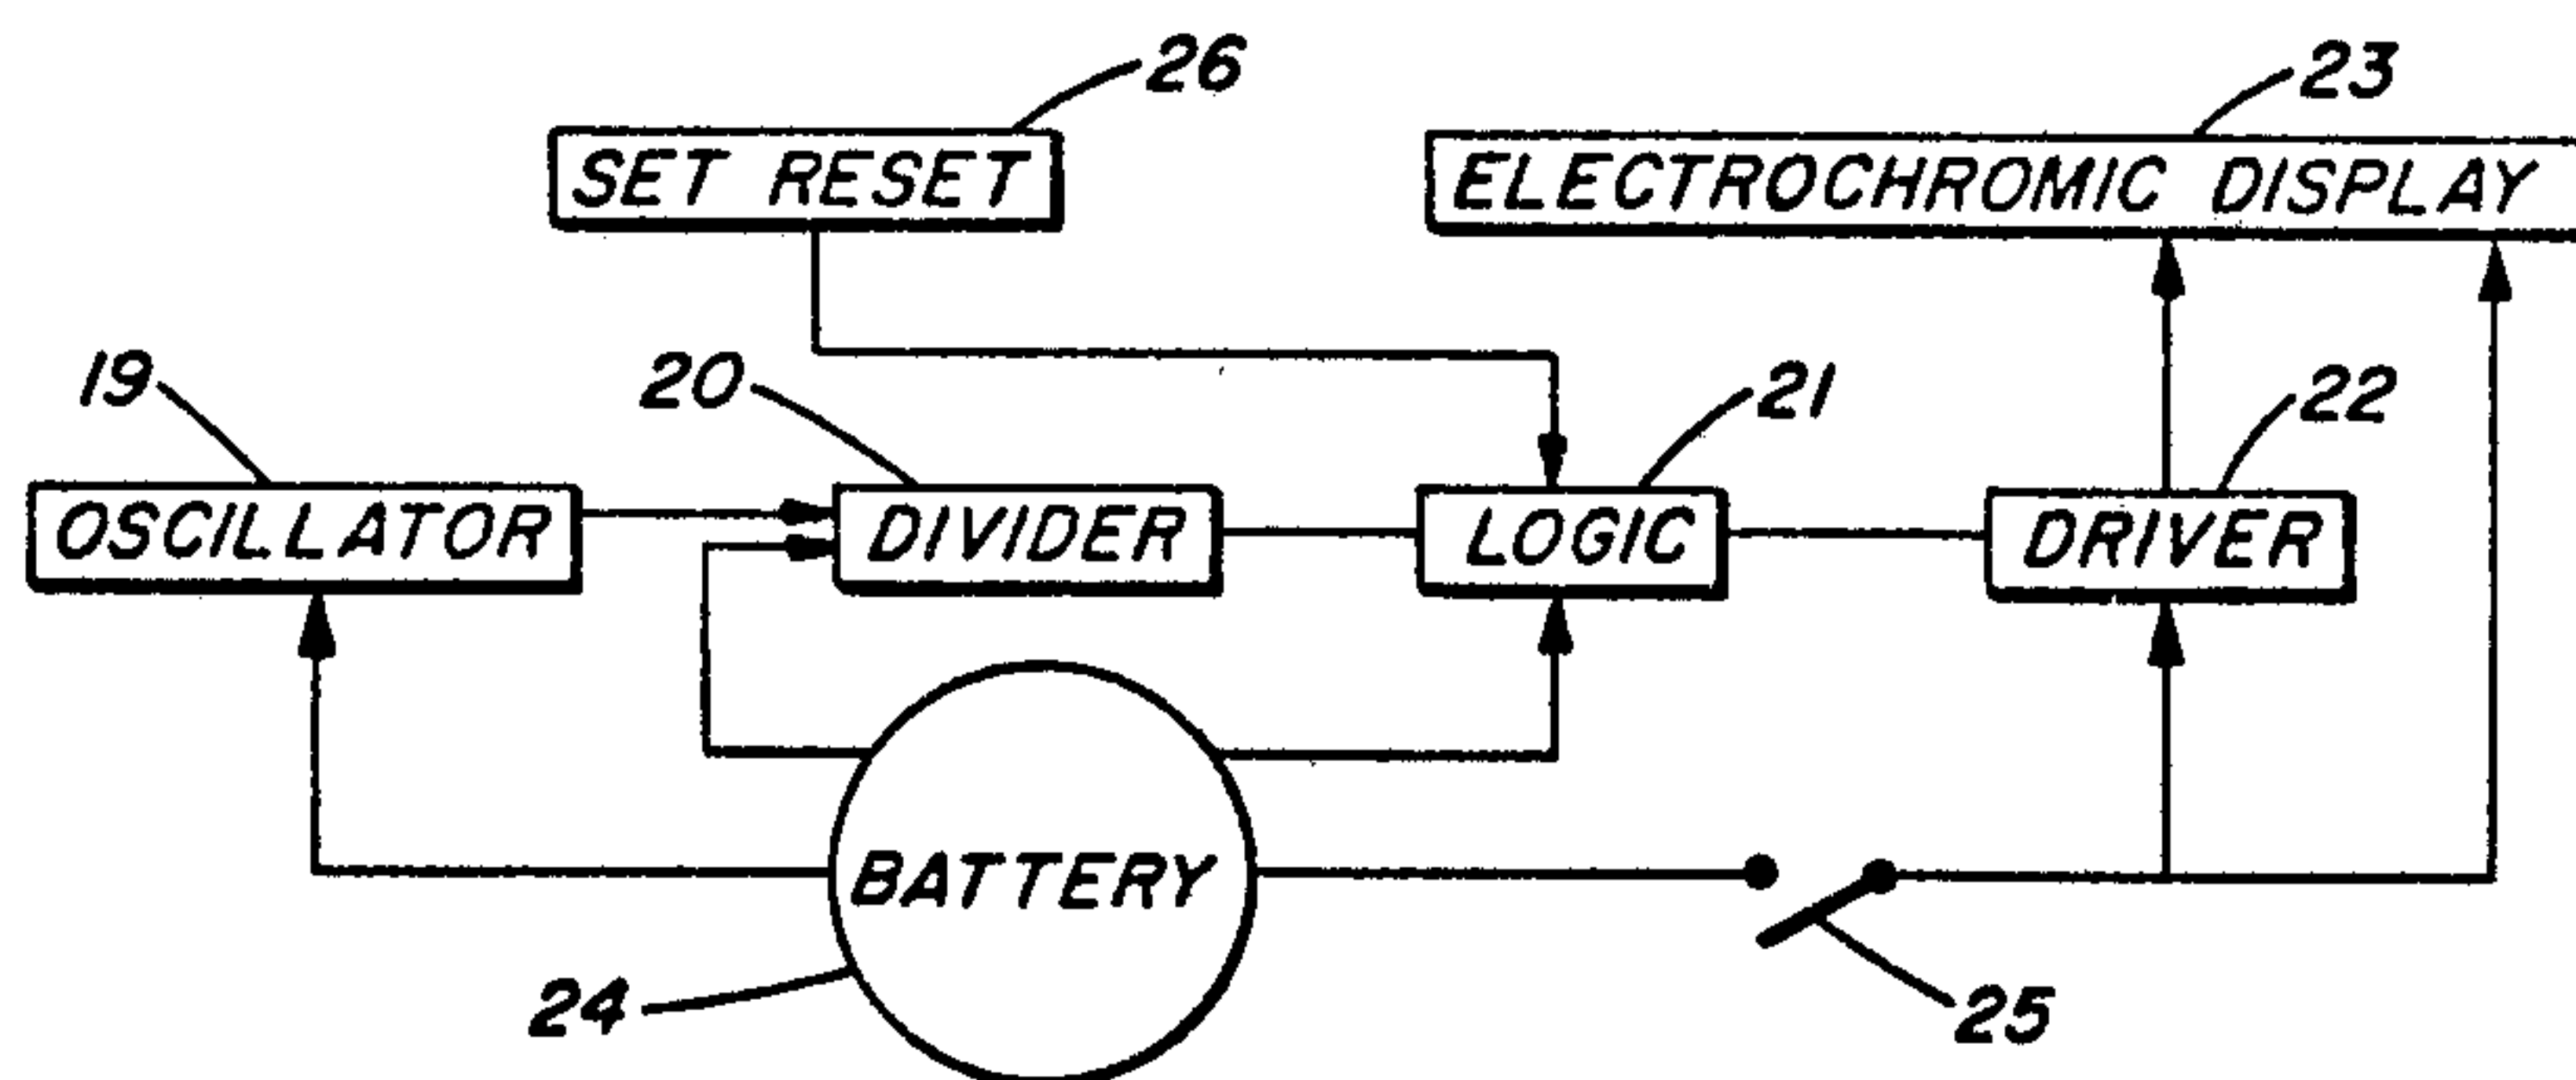 26
23
SET RESET
ELECTROCHROMIC DISPLAY
19
20
21
22
OSCILLATOR
DIVIDER
LOGIC
DRIVER
BATTERY
24
25